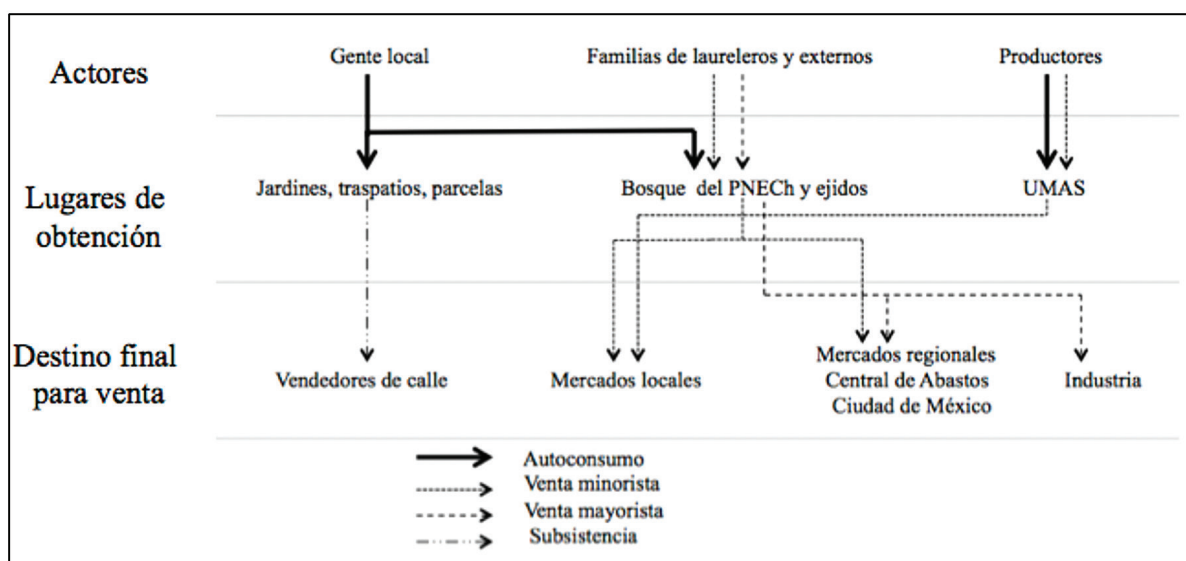 Actores
Gente local
Familias de laureleros y externos
Productores
Lugares de
obtención
Jardines, traspatios, parcelas
Bosque del PNECh y ejidos
UMAS
Destino final
para venta
Vendedores de calle
Mercados locales
Mercados regionales
Central de Abastos
Ciudad de México
Industria
Autoconsumo
Venta minorista
Venta mayorista
Subsistencia